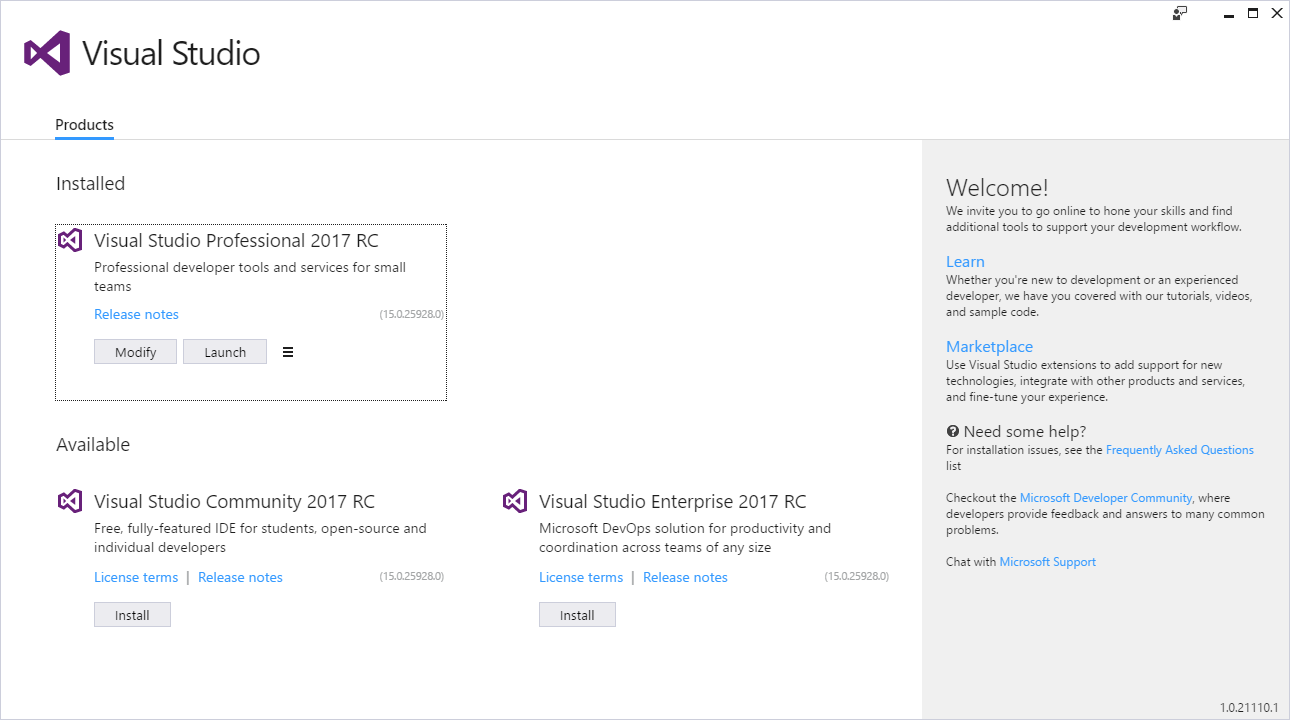 Visual Studio
Products
Installed
Visual Studio Professional 2017 RC
Professional developer tools and services for small
teams
Release notes (15.0.25928.0)
Modify Launch
Available
Visual Studio Community 2017 RC
Free, fully-featured IDE for students, open-source and
individual developers
License terms | Release notes (15.0.25928.0)
Install
Visual Studio Enterprise 2017 RC
Microsoft DevOps solution for productivity and
coordination across teams of any size
License terms | Release notes (15.0.25928.0)
Install
Welcome!
We invite you to go online to hone your skills and find
additional tools to support your development workflow.
Learn
Whether you're new to development or an experienced
developer, we have you covered with our tutorials, videos,
and sample code.
Marketplace
Use Visual Studio extensions to add support for new
technologies, integrate with other products and services,
and fine-tune your experience.
Need some help?
For installation issues, see the Frequently Asked Questions
list
Checkout the Microsoft Developer Community, where
developers provide feedback and answers to many common
problems.
Chat with Microsoft Support
1.0.21110.1